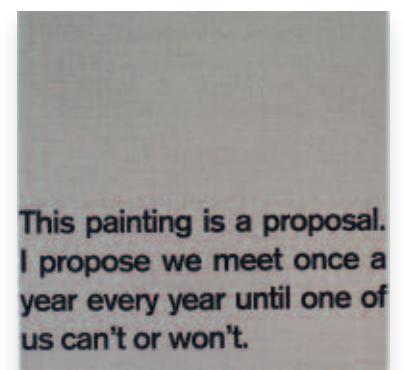 This painting is a proposal.
I propose we meet once a
year every year until one of
us can't or won't.